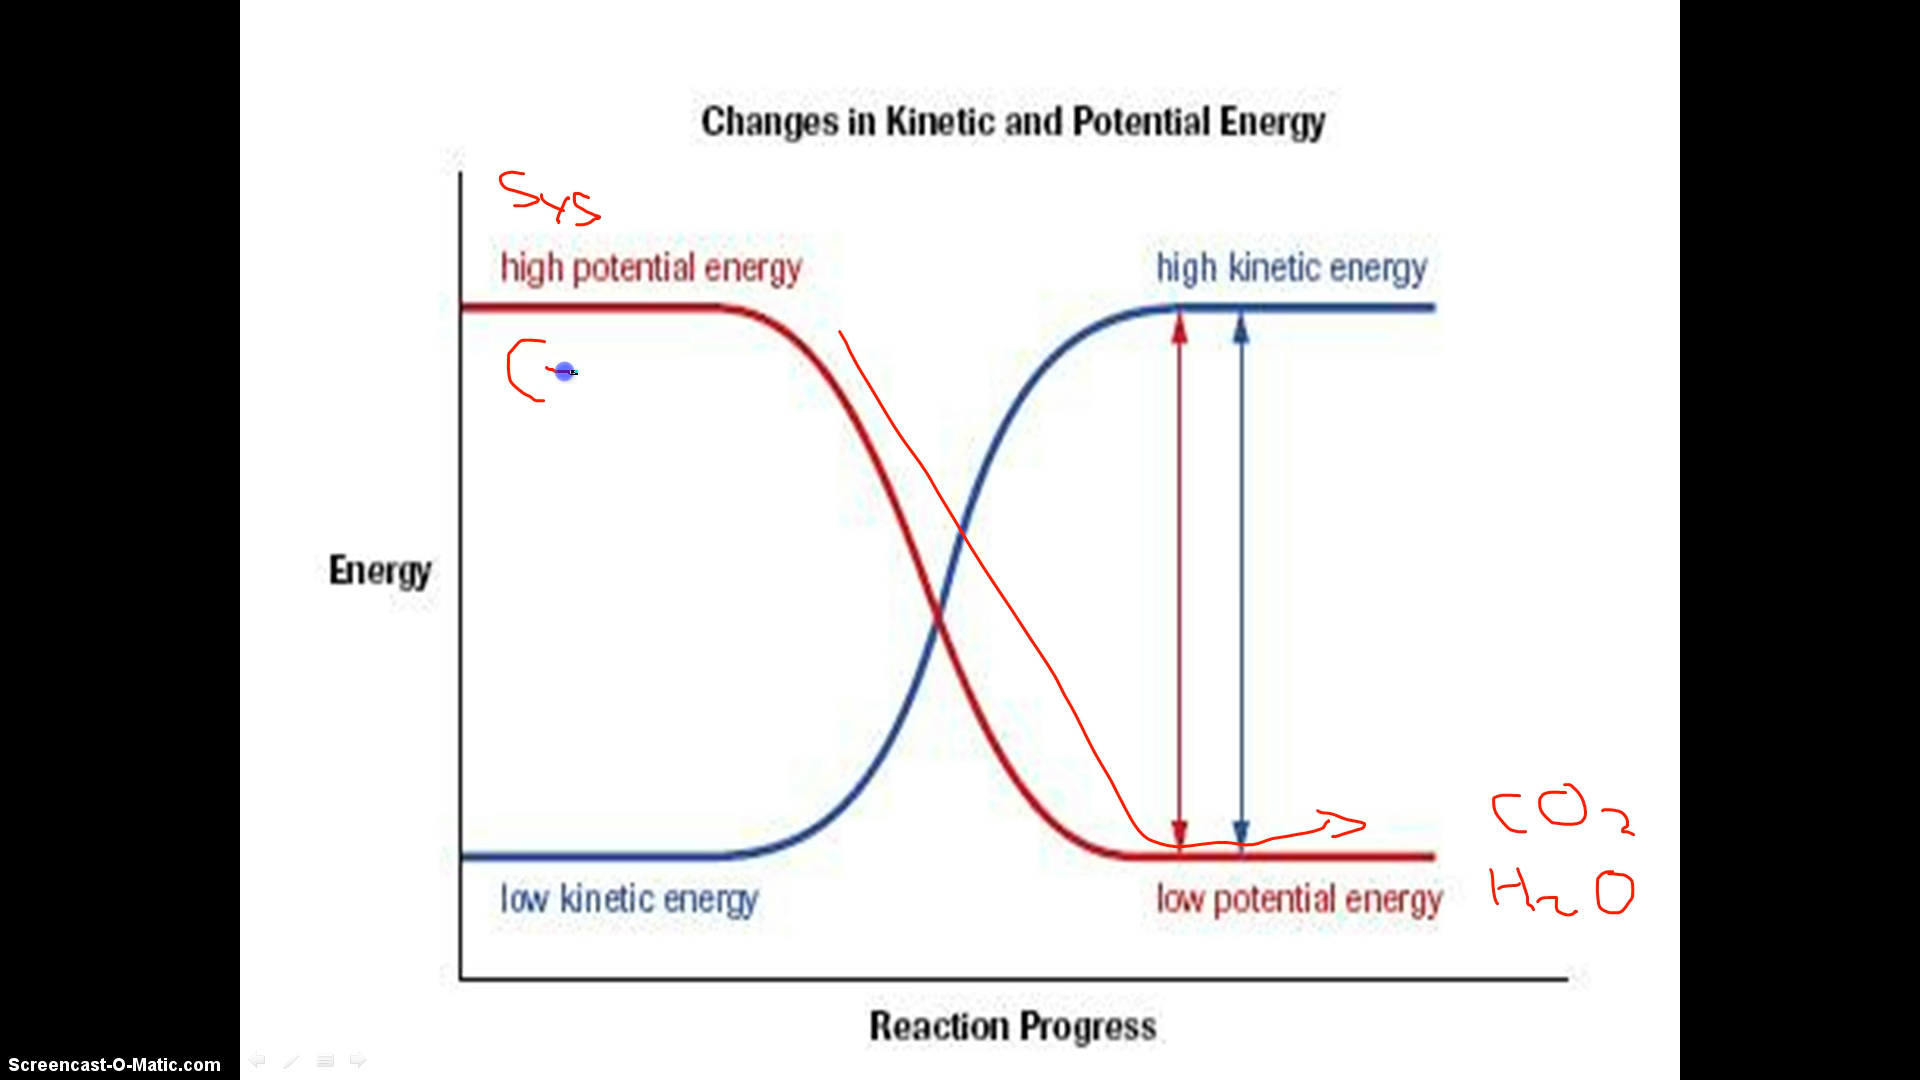 Changes in Kinetic and Potential Energy
Sys
high potential energy
high kinetic energy
C
Energy
CO2
low kinetic energy
low potential energy
H2O
Reaction Progress
Screencast-O-Matic.com